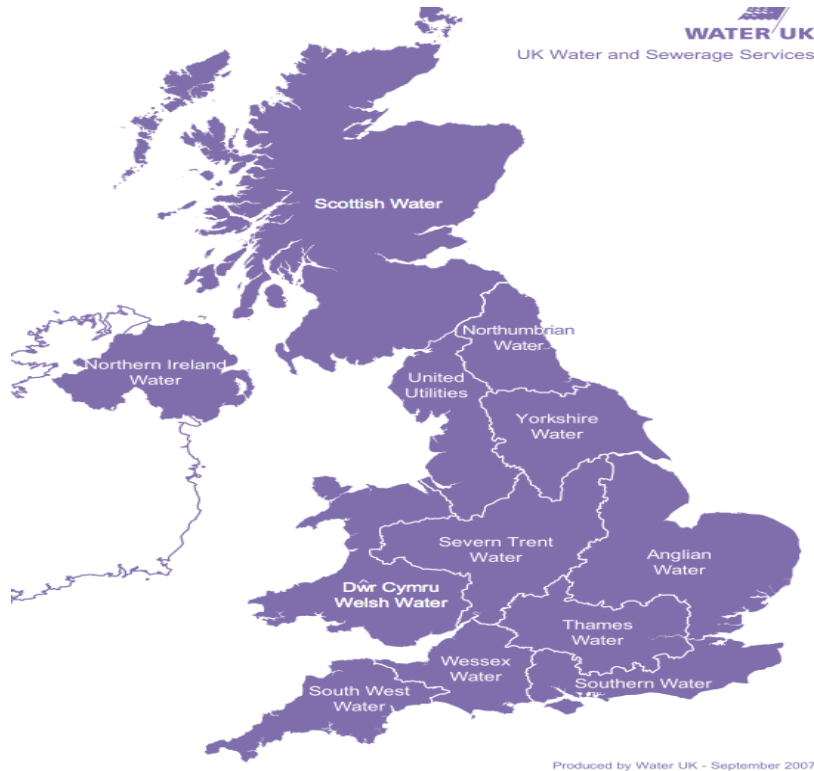 WATER UK
UK Water and Sewerage Services
Scottish Water
Northumbrian
Water
Northern Ireland
Water
United
Utilities
Yorkshire
Water
Severn Trent
Water
Anglian
Water
Dŵr Cymru
Welsh Water
Thames
Water
Wessex
Water
Southern Water
South West
Water
Produced by Water UK - September 2007